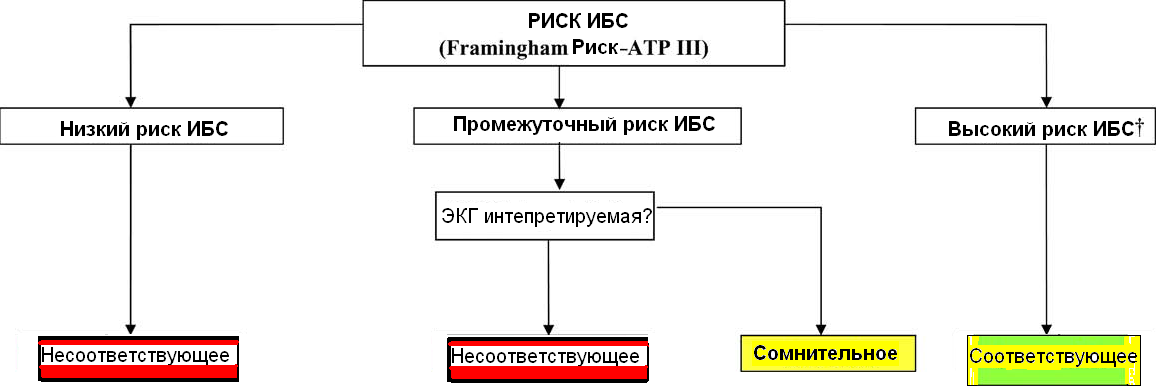 РИСК ИБС
(Framingham Риск-ATP III)
Низкий риск ИБС
Промежуточный риск ИБС
Высокий риск ИБС†
ЭКГ интепретируемая?
Несоответствующее
Несоответствующее
Сомнительное
Соответствующее